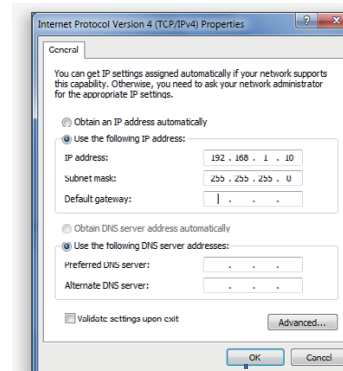 Internet Protocol Version 4 (TCP/IPv4) Properties
General
You can get IP settings assigned automatically if your network supports
this capability. Otherwise, you need to ask your network administrator
for the appropriate IP settings.
Obtain an IP address automatically
Use the following IP address:
IP address: 192 . 168 . 1 . 10
Subnet mask: 255 . 255 . 255 . 0
Default gateway: . . .
Obtain DNS server address automatically
Use the following DNS server addresses:
Preferred DNS server: . . .
Alternate DNS server: . . .
Validate settings upon exit
Advanced...
OK Cancel